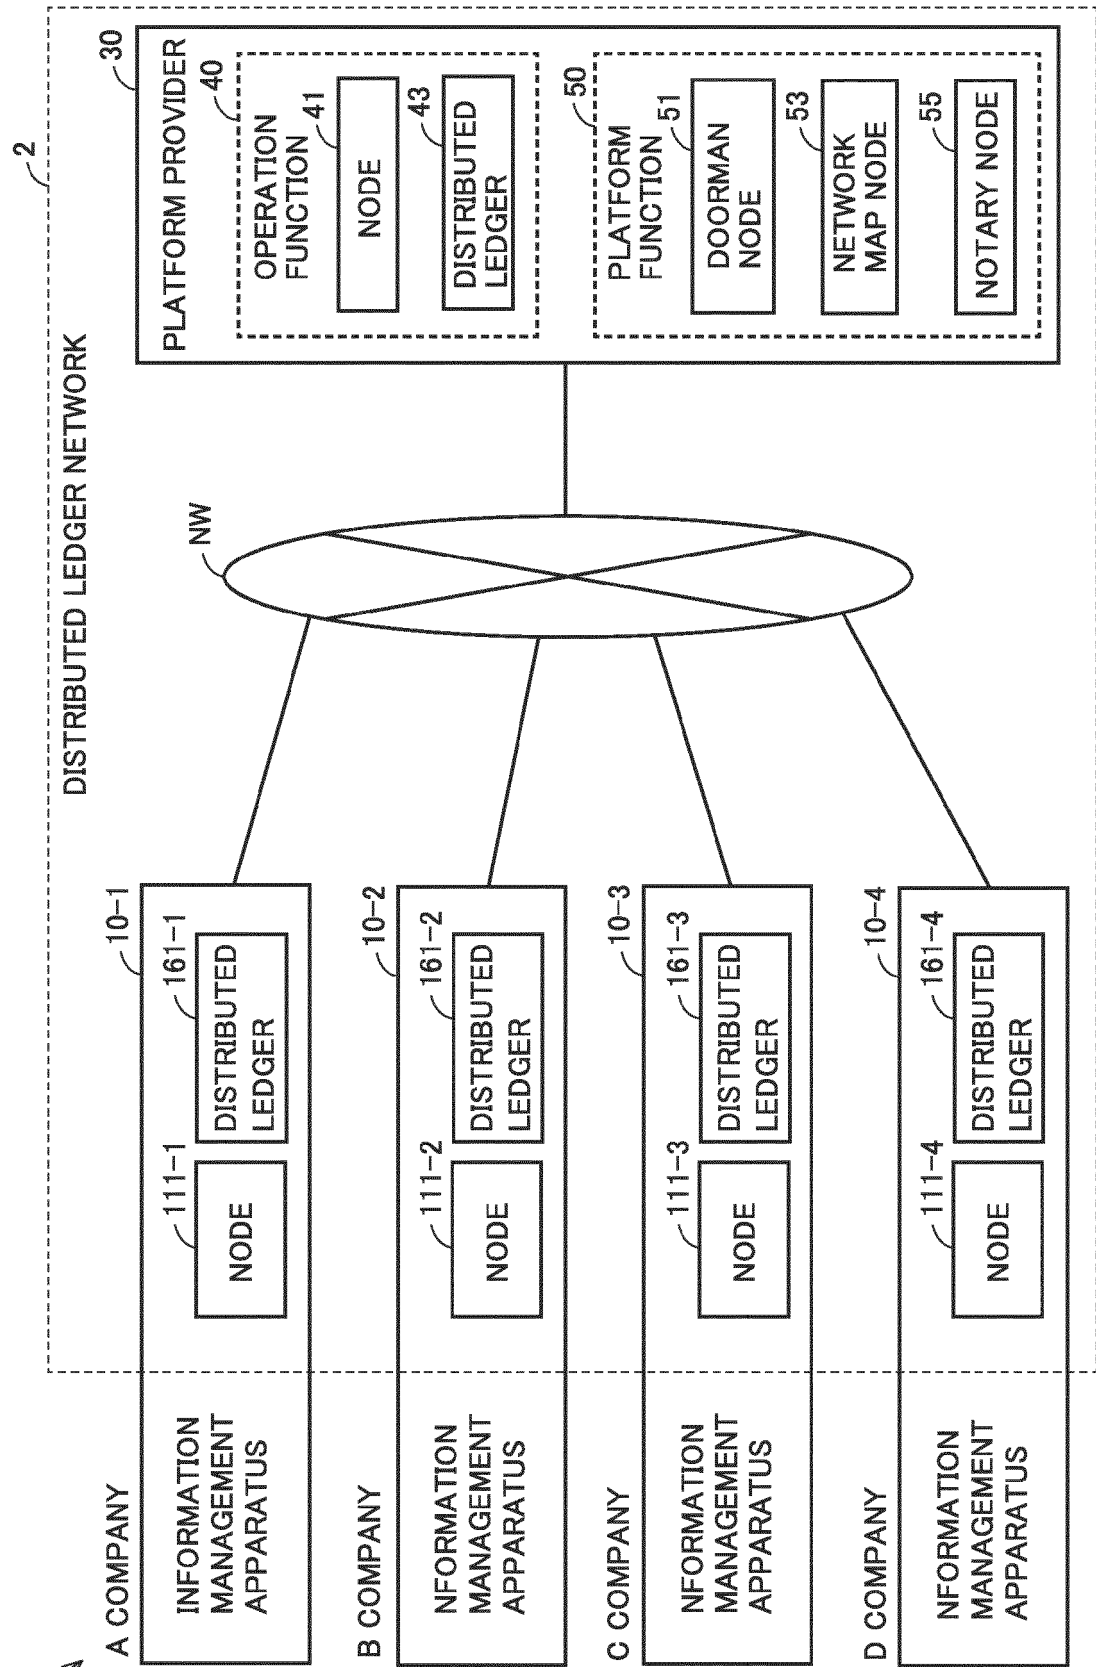 2
DISTRIBUTED LEDGER NETWORK
A COMPANY
10-1
INFORMATION
MANAGEMENT
APPARATUS
111-1
NODE
161-1
DISTRIBUTED
LEDGER
B COMPANY
10-2
NFORMATION
MANAGEMENT
APPARATUS
111-2
NODE
161-2
DISTRIBUTED
LEDGER
C COMPANY
10-3
NFORMATION
MANAGEMENT
APPARATUS
111-3
NODE
161-3
DISTRIBUTED
LEDGER
D COMPANY
10-4
NFORMATION
MANAGEMENT
APPARATUS
111-4
NODE
161-4
DISTRIBUTED
LEDGER
NW
30
PLATFORM PROVIDER
40
OPERATION
FUNCTION
41
NODE
43
DISTRIBUTED
LEDGER
50
PLATFORM
FUNCTION
51
DOORMAN
NODE
53
NETWORK
MAP NODE
55
NOTARY NODE